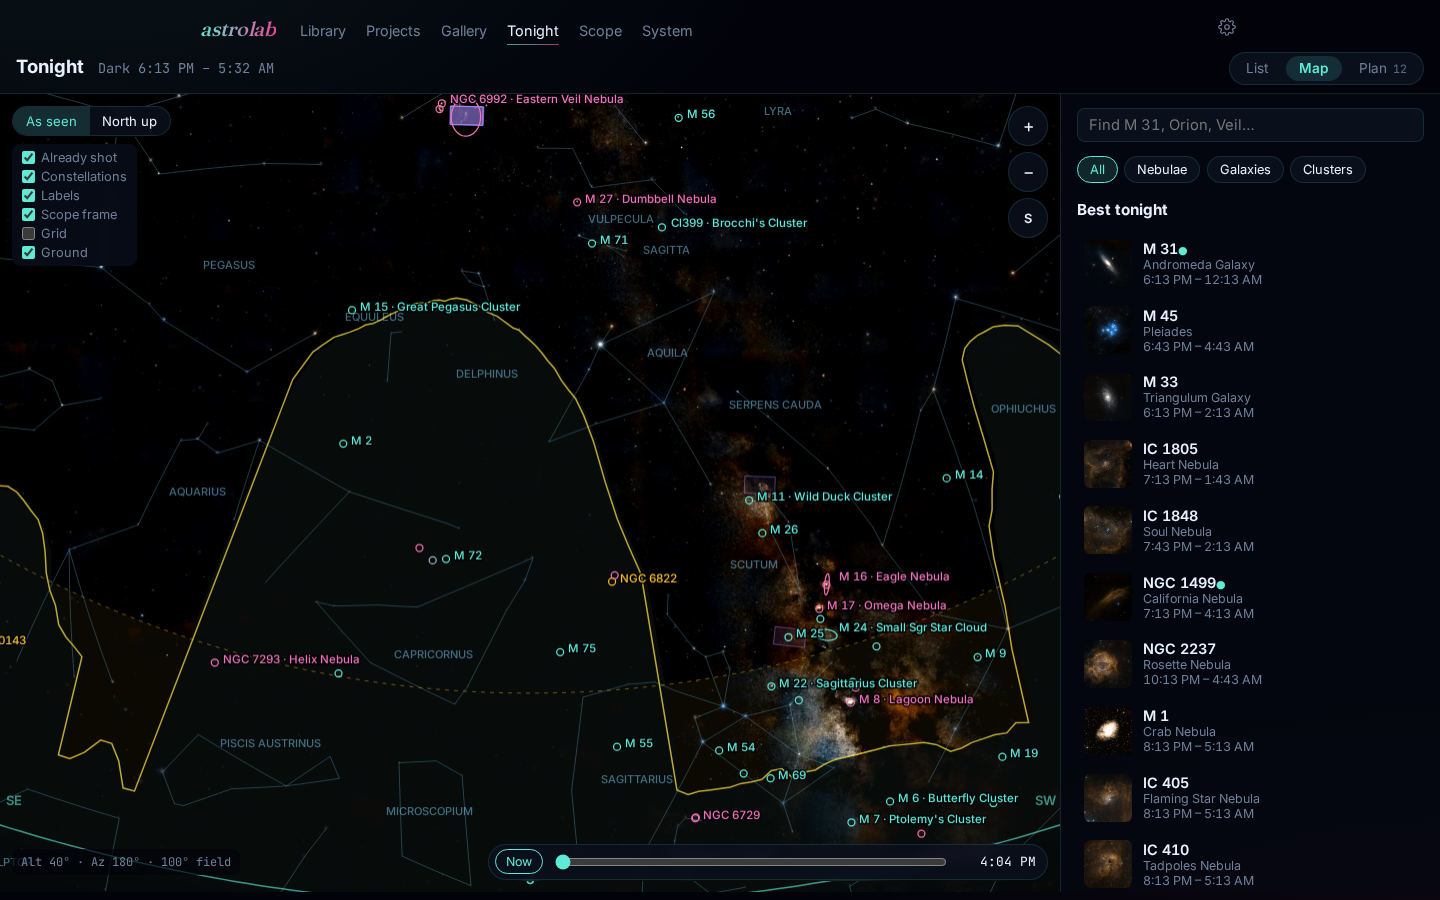 astrolab
Library
Projects
Gallery
Tonight
Scope
System
Tonight
Dark 6:13 PM – 5:32 AM
List
Map
Plan 12
As seen
North up
Already shot
Constellations
Labels
Scope frame
Grid
Ground
+
−
S
NGC 6992 · Eastern Veil Nebula
M 56
LYRA
M 27 · Dumbbell Nebula
VULPECULA
Cl399 · Brocchi's Cluster
M 71
SAGITTA
PEGASUS
M 15 · Great Pegasus Cluster
EQUULEUS
AQUILA
DELPHINUS
SERPENS CAUDA
OPHIUCHUS
M 2
M 14
AQUARIUS
M 11 · Wild Duck Cluster
M 26
M 72
SCUTUM
NGC 6822
M 16 · Eagle Nebula
M 17 · Omega Nebula
0143
M 25
M 24 · Small Sgr Star Cloud
M 75
CAPRICORNUS
M 9
NGC 7293 · Helix Nebula
M 22 · Sagittarius Cluster
M 8 · Lagoon Nebula
PISCIS AUSTRINUS
M 55
M 54
M 19
SAGITTARIUS
M 69
SE
M 6 · Butterfly Cluster
SW
MICROSCOPIUM
NGC 6729
M 7 · Ptolemy's Cluster
Alt 40° · Az 180° · 100° field
Now
4:04 PM
Find M 31, Orion, Veil...
All
Nebulae
Galaxies
Clusters
Best tonight
M 31
Andromeda Galaxy
6:13 PM – 12:13 AM
M 45
Pleiades
6:43 PM – 4:43 AM
M 33
Triangulum Galaxy
6:13 PM – 2:13 AM
IC 1805
Heart Nebula
7:13 PM – 1:43 AM
IC 1848
Soul Nebula
7:43 PM – 2:13 AM
NGC 1499
California Nebula
7:13 PM – 4:13 AM
NGC 2237
Rosette Nebula
10:13 PM – 4:43 AM
M 1
Crab Nebula
8:13 PM – 5:13 AM
IC 405
Flaming Star Nebula
8:13 PM – 5:13 AM
IC 410
Tadpoles Nebula
8:13 PM – 5:13 AM